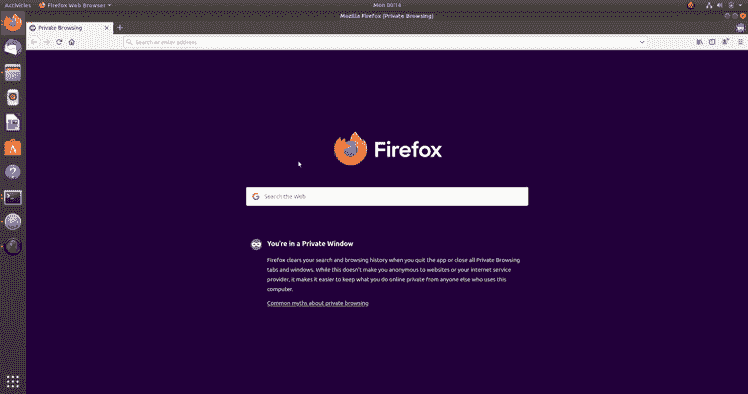 Activities Firefox Web Browser Mon 00:14
Mozilla Firefox (Private Browsing)
Private Browsing
Search or enter address
Firefox
Search the Web
You're in a Private Window
Firefox clears your search and browsing history when you quit the app or close all Private Browsing
tabs and windows. While this doesn't make you anonymous to websites or your internet service
provider, it makes it easier to keep what you do online private from anyone else who uses this
computer.
Common myths about private browsing